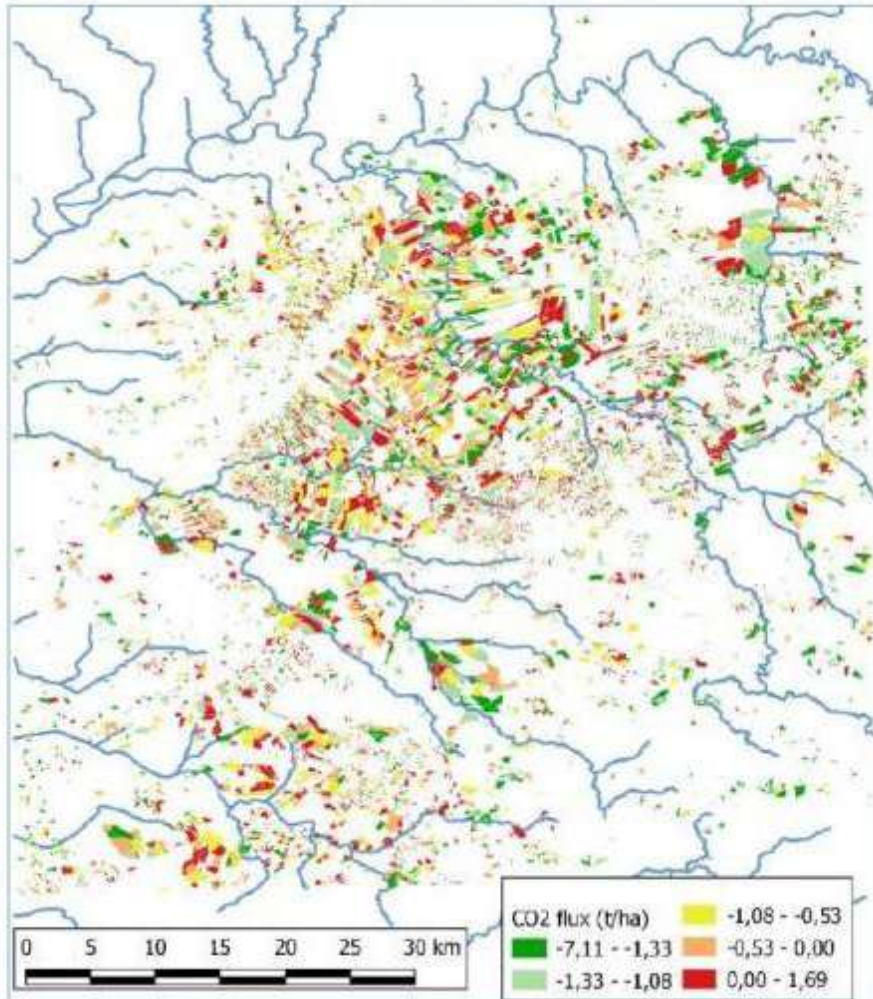 CO2 flux (t/ha)
-7,11 - -1,33
-1,33 - -1,08
-1,08 - -0,53
-0,53 - 0,00
0,00 - 1,69
0 5 10 15 20 25 30 km